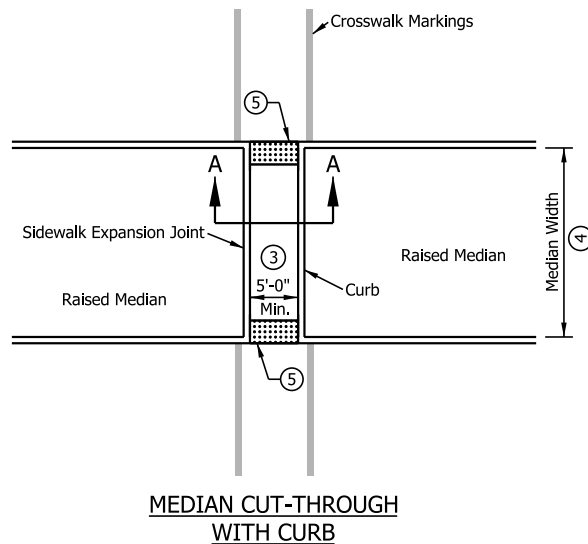 Crosswalk Markings
5
A A
Sidewalk Expansion Joint
3
Raised Median
Raised Median
5'-0"
Min.
Curb
Median Width
4
5
MEDIAN CUT-THROUGH
WITH CURB